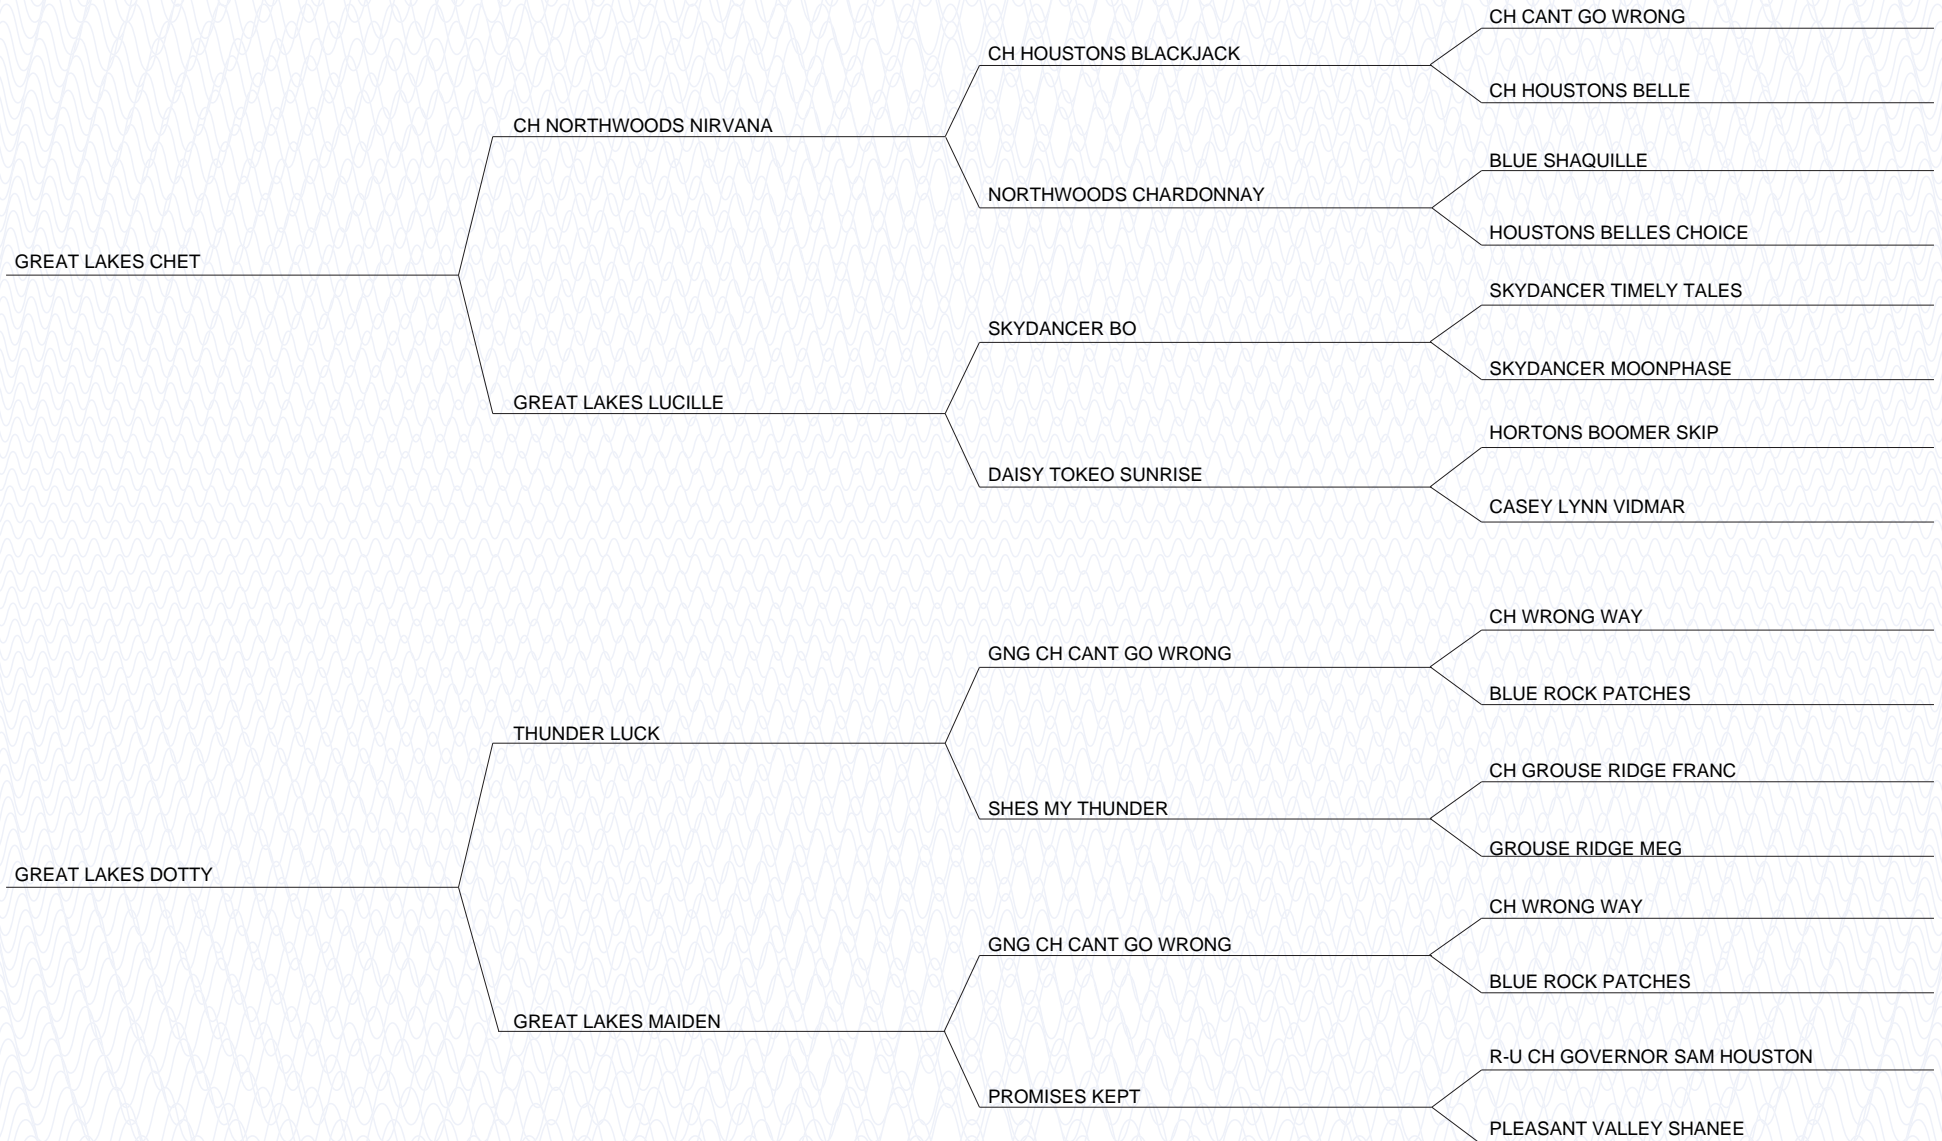 CH CANT GO WRONG
CH HOUSTONS BLACKJACK
CH HOUSTONS BELLE
CH NORTHWOODS NIRVANA
BLUE SHAQUILLE
NORTHWOODS CHARDONNAY
HOUSTONS BELLES CHOICE
GREAT LAKES CHET
SKYDANCER TIMELY TALES
SKYDANCER BO
SKYDANCER MOONPHASE
GREAT LAKES LUCILLE
HORTONS BOOMER SKIP
DAISY TOKEO SUNRISE
CASEY LYNN VIDMAR
CH WRONG WAY
GNG CH CANT GO WRONG
BLUE ROCK PATCHES
THUNDER LUCK
CH GROUSE RIDGE FRANC
SHES MY THUNDER
GROUSE RIDGE MEG
GREAT LAKES DOTTY
CH WRONG WAY
GNG CH CANT GO WRONG
BLUE ROCK PATCHES
GREAT LAKES MAIDEN
R-U CH GOVERNOR SAM HOUSTON
PROMISES KEPT
PLEASANT VALLEY SHANEE